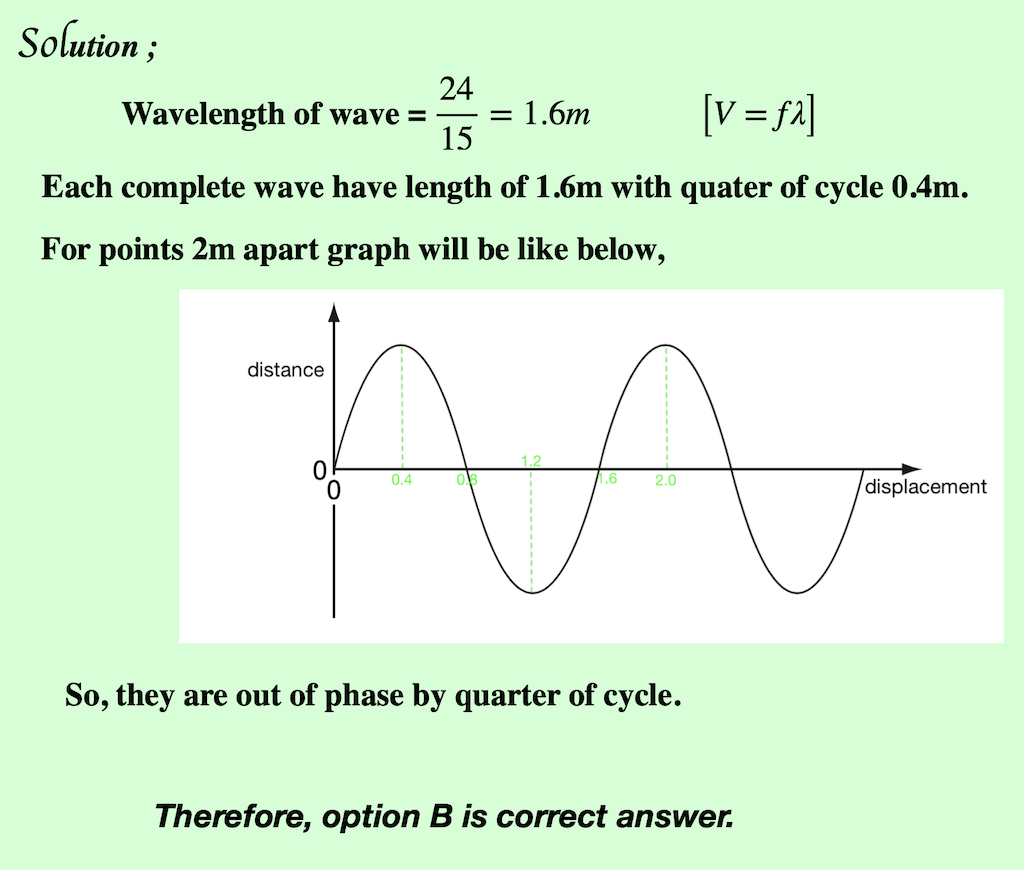 Solution ;
Wavelength of wave = 24/15 = 1.6m [V = fλ]
Each complete wave have length of 1.6m with quater of cycle 0.4m.
For points 2m apart graph will be like below,
distance
1.2
0
0.4 0.8 1.6 2.0
0
displacement
So, they are out of phase by quarter of cycle.
Therefore, option B is correct answer.